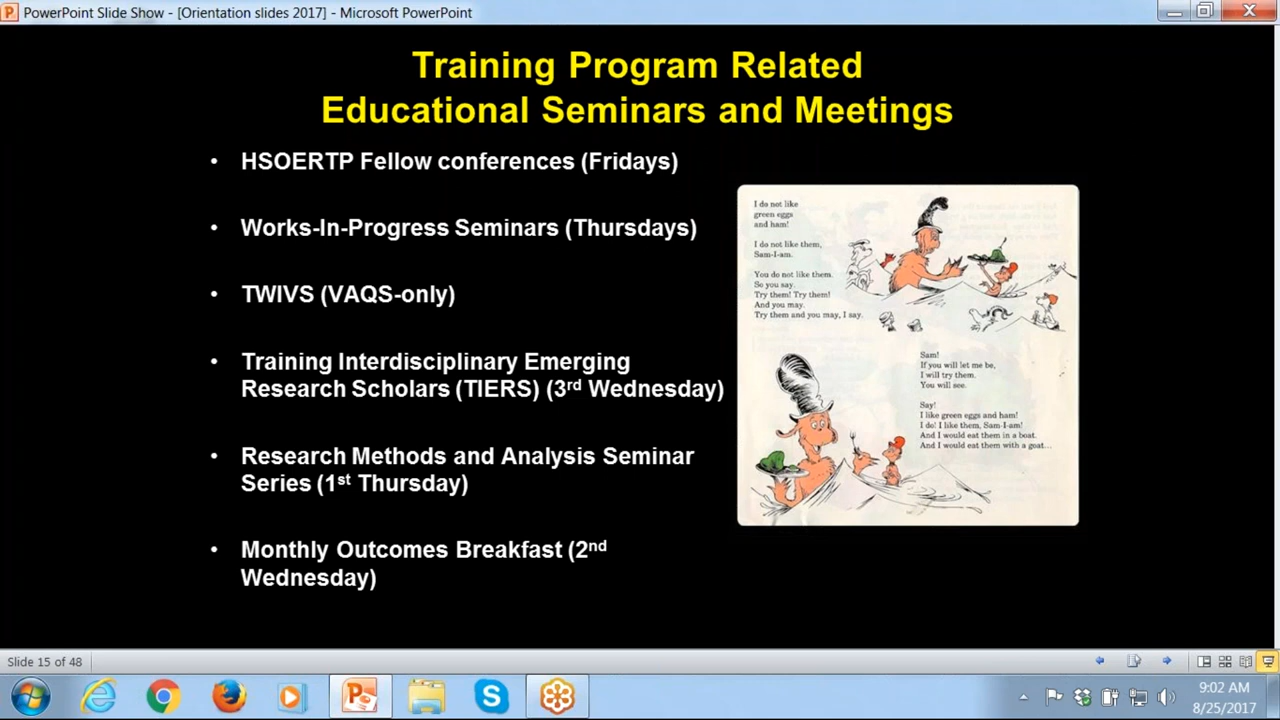 PowerPoint Slide Show - [Orientation slides 2017] - Microsoft PowerPoint
Training Program Related
Educational Seminars and Meetings
• HSOERTP Fellow conferences (Fridays)
• Works-In-Progress Seminars (Thursdays)
• TWIVS (VAQS-only)
• Training Interdisciplinary Emerging
Research Scholars (TIERS) (3rd Wednesday)
• Research Methods and Analysis Seminar
Series (1st Thursday)
• Monthly Outcomes Breakfast (2nd
Wednesday)
I do not like
green eggs
and ham!
I do not like them,
Sam-I-am.
You do not like them.
So you say.
Try them! Try them!
And you may.
Try them and you may, I say.
Sam!
If you will let me be,
I will try them.
You will see.
Say!
I like green eggs and ham!
I do! I like them, Sam-I-am!
And I would eat them in a boat.
And I would eat them with a goat...
Slide 15 of 48
9:02 AM
8/25/2017